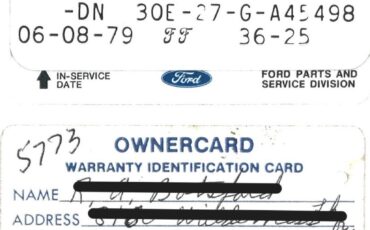 -DN 30E-27-G-A45498
06-08-79 FF 36-25
IN-SERVICE DATE
Ford
FORD PARTS AND SERVICE DIVISION
5773
OWNERCARD
WARRANTY IDENTIFICATION CARD
NAME R. A.
ADDRESS